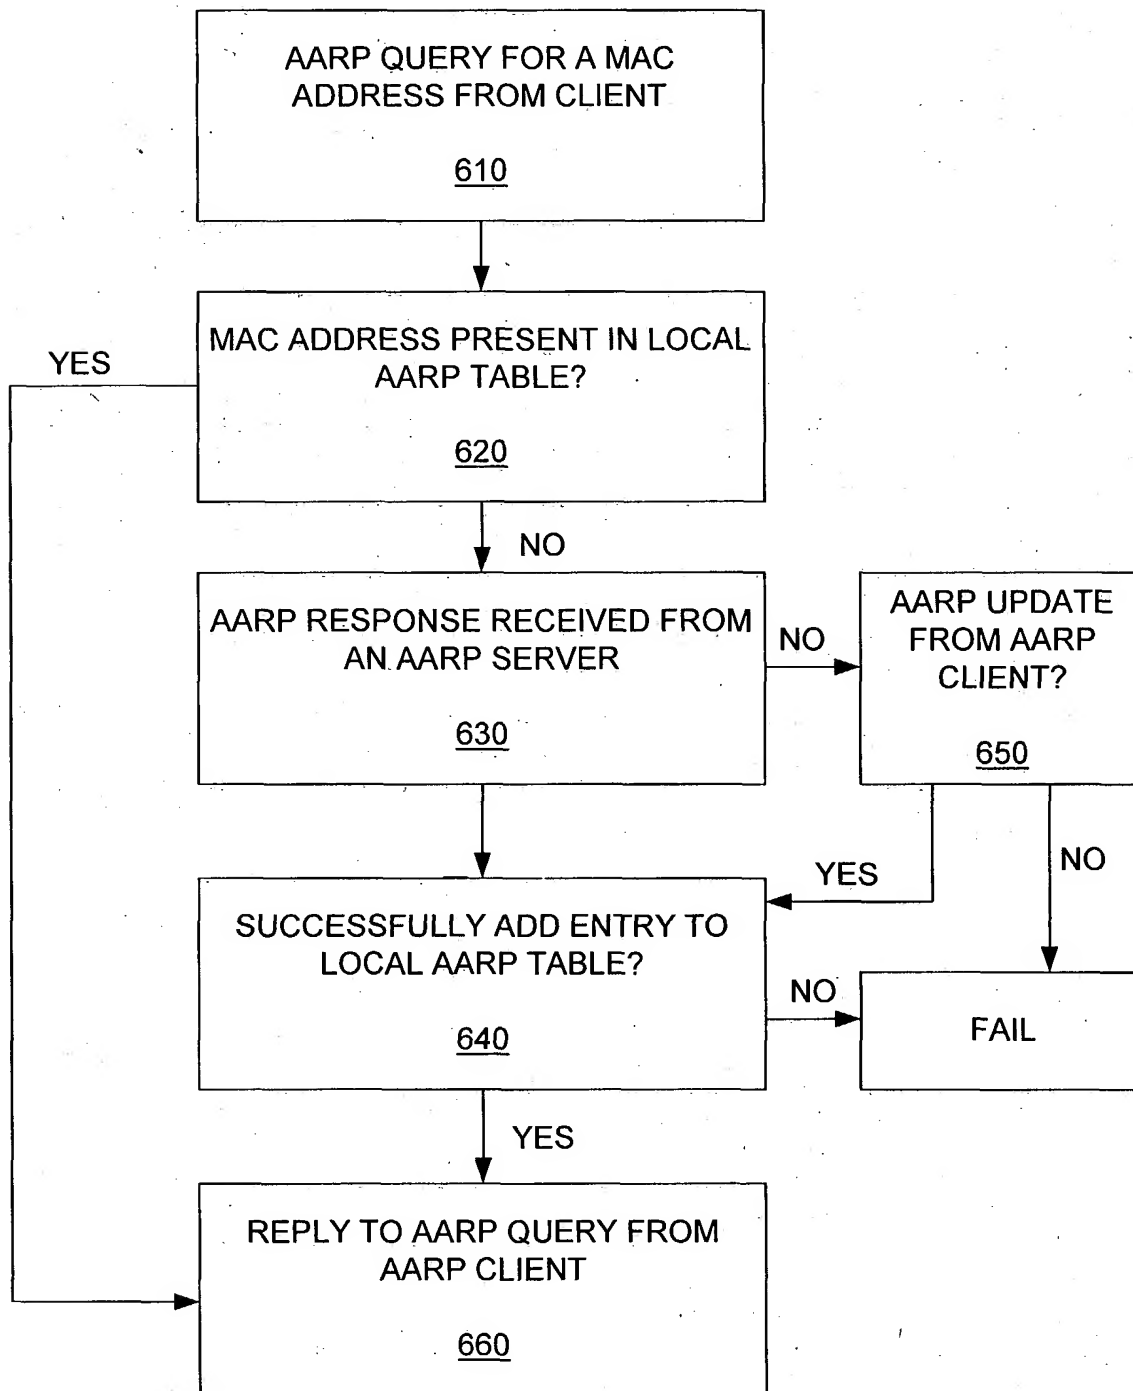 AARP QUERY FOR A MAC
ADDRESS FROM CLIENT
610
MAC ADDRESS PRESENT IN LOCAL
AARP TABLE?
620
YES
NO
AARP RESPONSE RECEIVED FROM
AN AARP SERVER
630
NO
AARP UPDATE
FROM AARP
CLIENT?
650
YES
NO
SUCCESSFULLY ADD ENTRY TO
LOCAL AARP TABLE?
640
NO
FAIL
YES
REPLY TO AARP QUERY FROM
AARP CLIENT
660